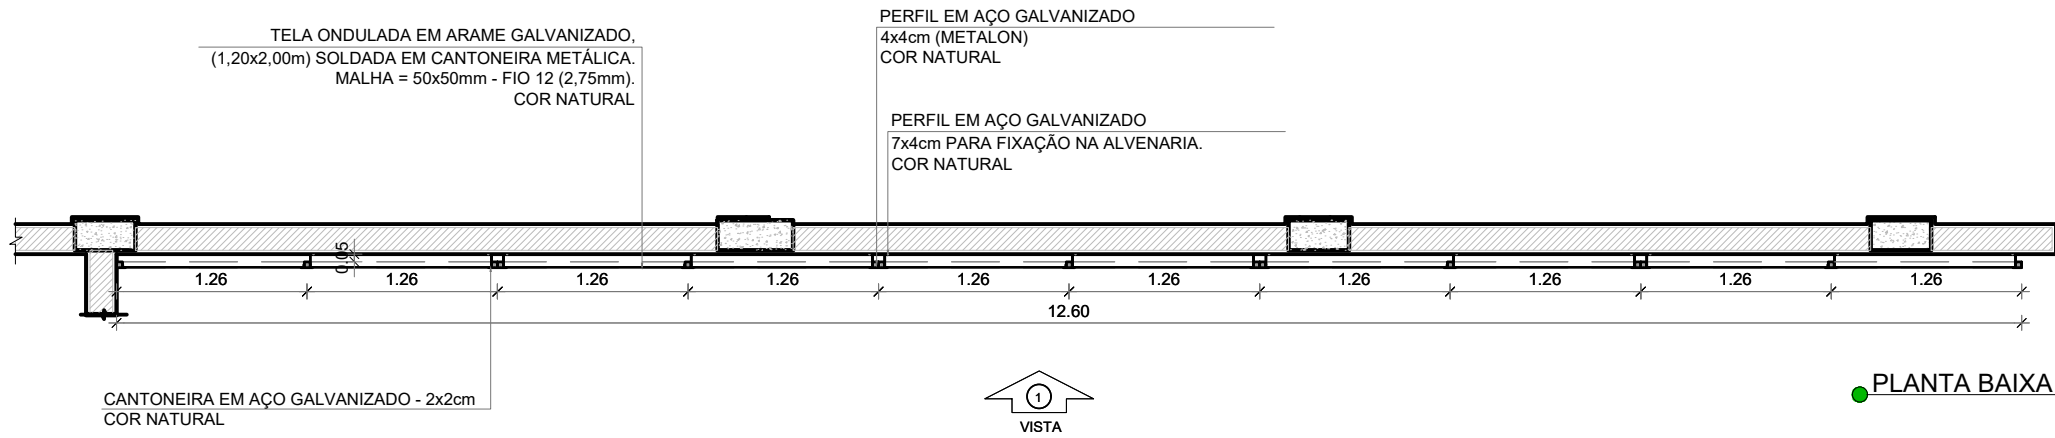 PERFIL EM AÇO GALVANIZADO
4x4cm (METALON)
COR NATURAL
TELA ONDULADA EM ARAME GALVANIZADO,
(1,20x2,00m) SOLDADA EM CANTONEIRA METÁLICA.
MALHA = 50x50mm - FIO 12 (2,75mm).
COR NATURAL
PERFIL EM AÇO GALVANIZADO
7x4cm PARA FIXAÇÃO NA ALVENARIA.
COR NATURAL
0.05
1.26 1.26 1.26 1.26 1.26 1.26 1.26 1.26 1.26 1.26
12.60
CANTONEIRA EM AÇO GALVANIZADO - 2x2cm
COR NATURAL
1
VISTA
PLANTA BAIXA